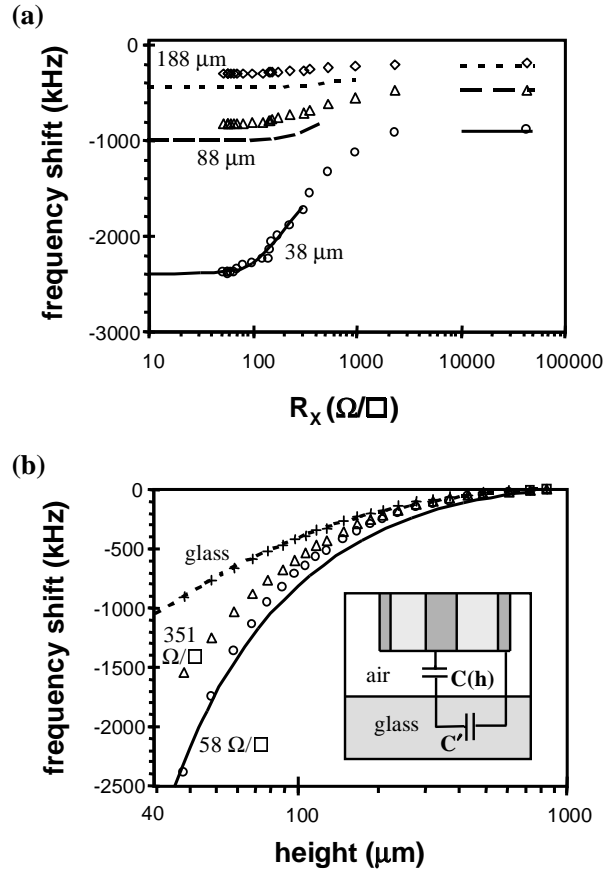 (a)
0
-1000
-2000
-3000
frequency shift (kHz)
188 μm
88 μm
38 μm
10
100
1000
10000
100000
R_X (Ω/□)
(b)
0
-500
-1000
-1500
-2000
-2500
frequency shift (kHz)
glass
351
Ω/□
58 Ω/□
air
C(h)
glass
C′
40
100
1000
height (μm)